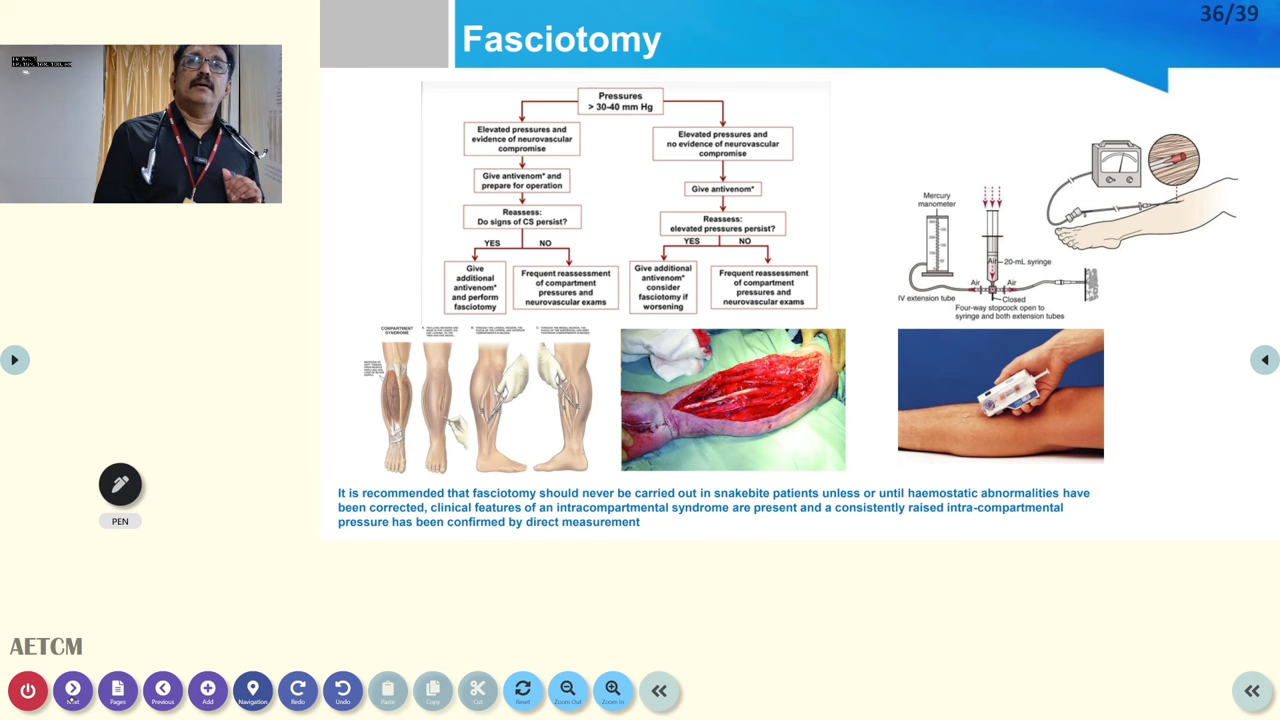 36/39
Fasciotomy
Pressures
> 30-40 mm Hg
Elevated pressures and
evidence of neurovascular
compromise
Elevated pressures and
no evidence of neurovascular
compromise
Give antivenom* and
prepare for operation
Give antivenom*
Reassess:
Do signs of CS persist?
Reassess:
elevated pressures persist?
YES
NO
YES
NO
Give
additional
antivenom*
and perform
fasciotomy
Frequent reassessment
of compartment
pressures and
neurovascular exams
Give additional
antivenom*
consider
fasciotomy if
worsening
Frequent reassessment
of compartment
pressures and
neurovascular exams
Mercury
manometer
Air
20-mL syringe
Air
Air
IV extension tube
Closed
Four-way stopcock open to
syringe and both extension tubes
COMPARTMENT
SYNDROME
It is recommended that fasciotomy should never be carried out in snakebite patients unless or until haemostatic abnormalities have
been corrected, clinical features of an intracompartmental syndrome are present and a consistently raised intra-compartmental
pressure has been confirmed by direct measurement
PEN
AETCM
Next
Pages
Previous
Add
Navigation
Redo
Undo
Paste
Copy
Cut
Reset
Zoom Out
Zoom In